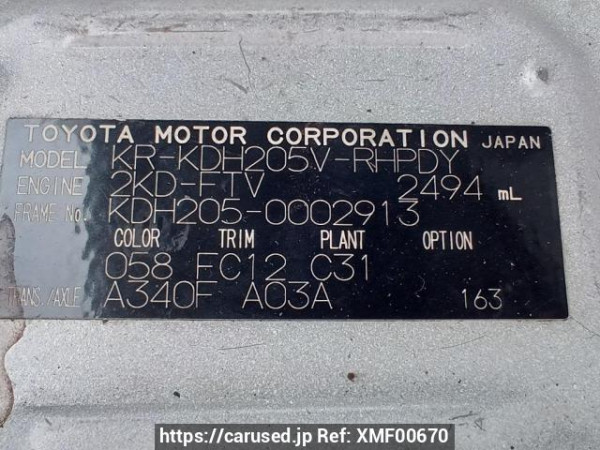 TOYOTA MOTOR CORPORATION JAPAN
MODEL KR-KDH205V-RHPDY
ENGINE 2KD-FTV 2494 mL
FRAME No. KDH205-0002913
COLOR TRIM PLANT OPTION
058 FC12 C31
TRANS./AXLE A340F A03A 163
https://carused.jp Ref: XMF00670